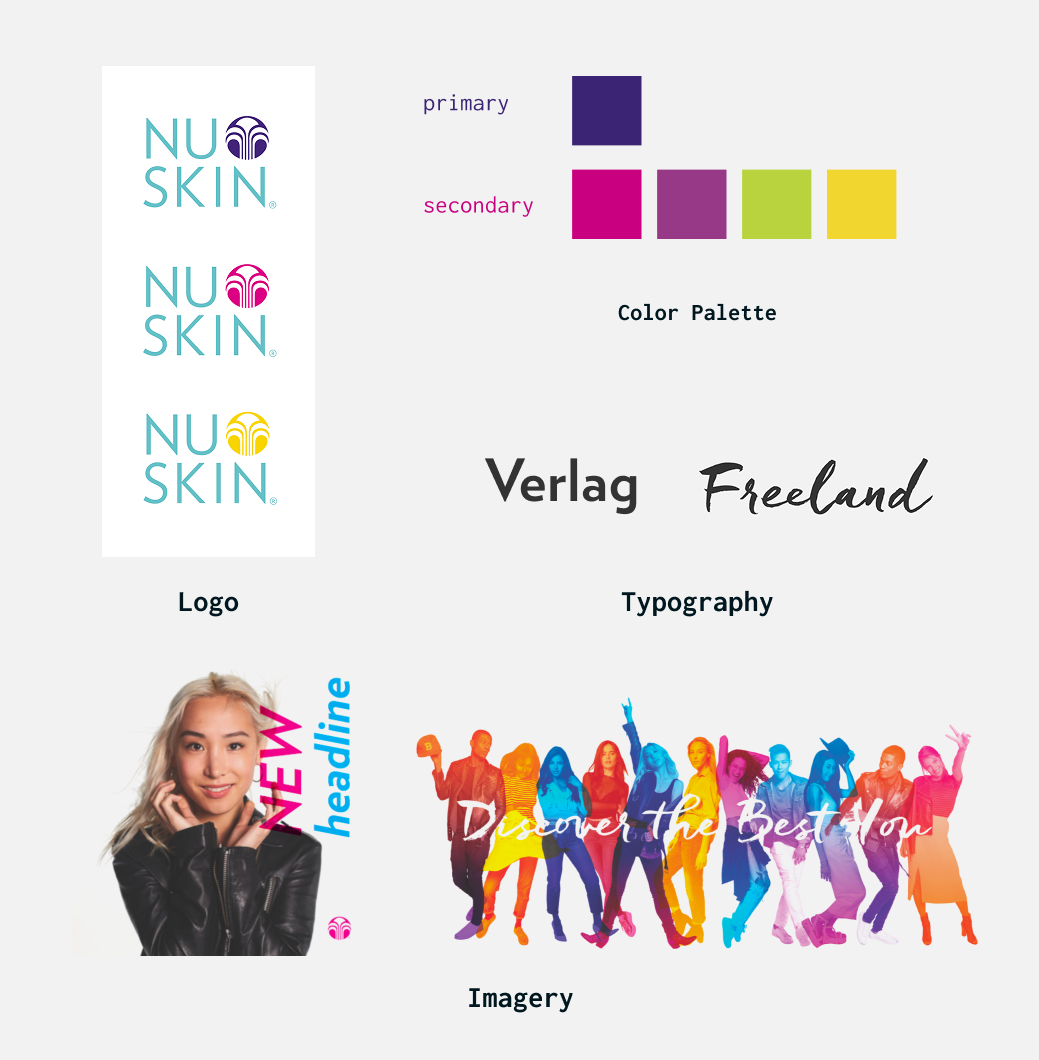 NU
SKIN®
NU
SKIN®
NU
SKIN®
Logo
primary
secondary
Color Palette
Verlag
Freeland
Typography
NEW
headline
Discover the Best You
Imagery